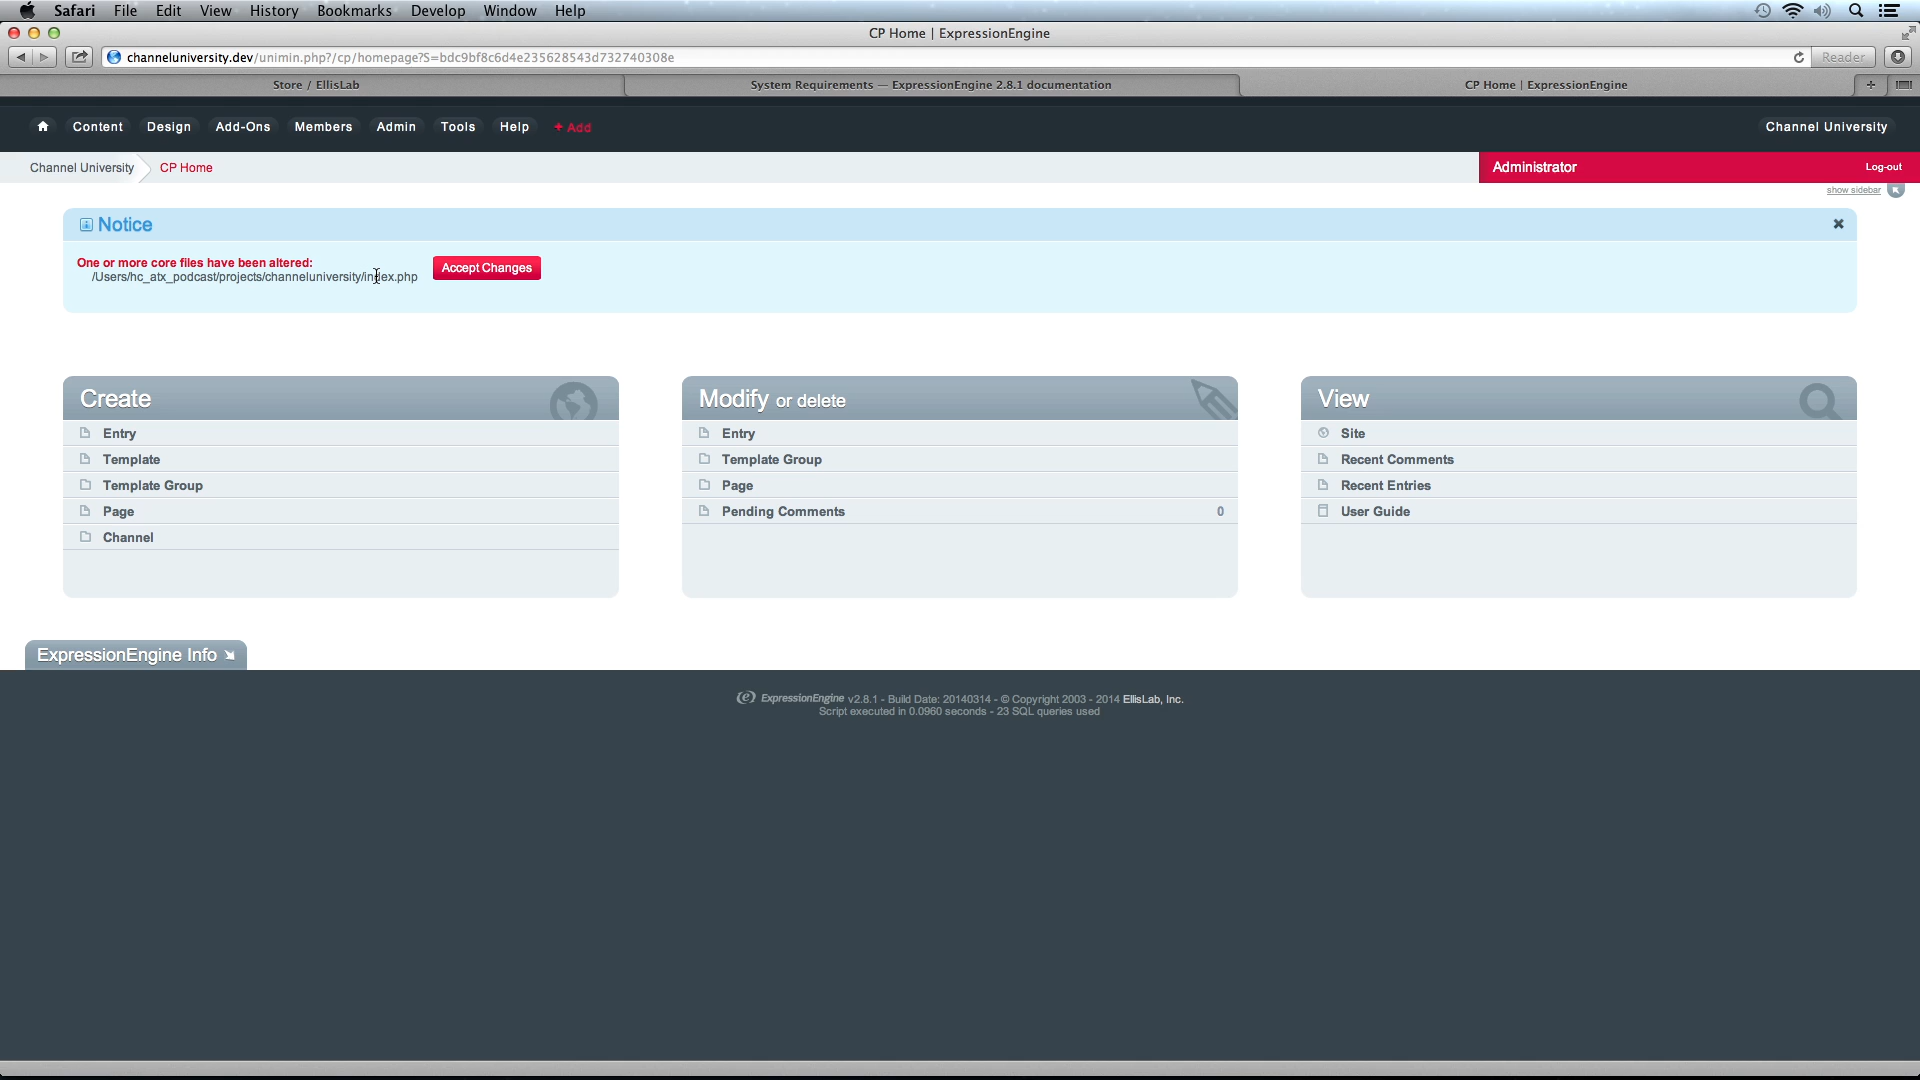 Safari File Edit View History Bookmarks Develop Window Help
CP Home | ExpressionEngine
channeluniversity.dev/unimin.php?/cp/homepage?S=bdc9bf8c6d4e235628543d732740308e
Reader
Store / EllisLab
System Requirements — ExpressionEngine 2.8.1 documentation
CP Home | ExpressionEngine
+
Content Design Add-Ons Members Admin Tools Help + Add
Channel University
Channel University CP Home
Administrator
Log-out
show sidebar
Notice
One or more core files have been altered:
/Users/hc_atx_podcast/projects/channeluniversity/index.php
Accept Changes
Create
Entry
Template
Template Group
Page
Channel
Modify or delete
Entry
Template Group
Page
Pending Comments 0
View
Site
Recent Comments
Recent Entries
User Guide
ExpressionEngine Info
ExpressionEngine v2.8.1 - Build Date: 20140314 - © Copyright 2003 - 2014 EllisLab, Inc.
Script executed in 0.0960 seconds - 23 SQL queries used